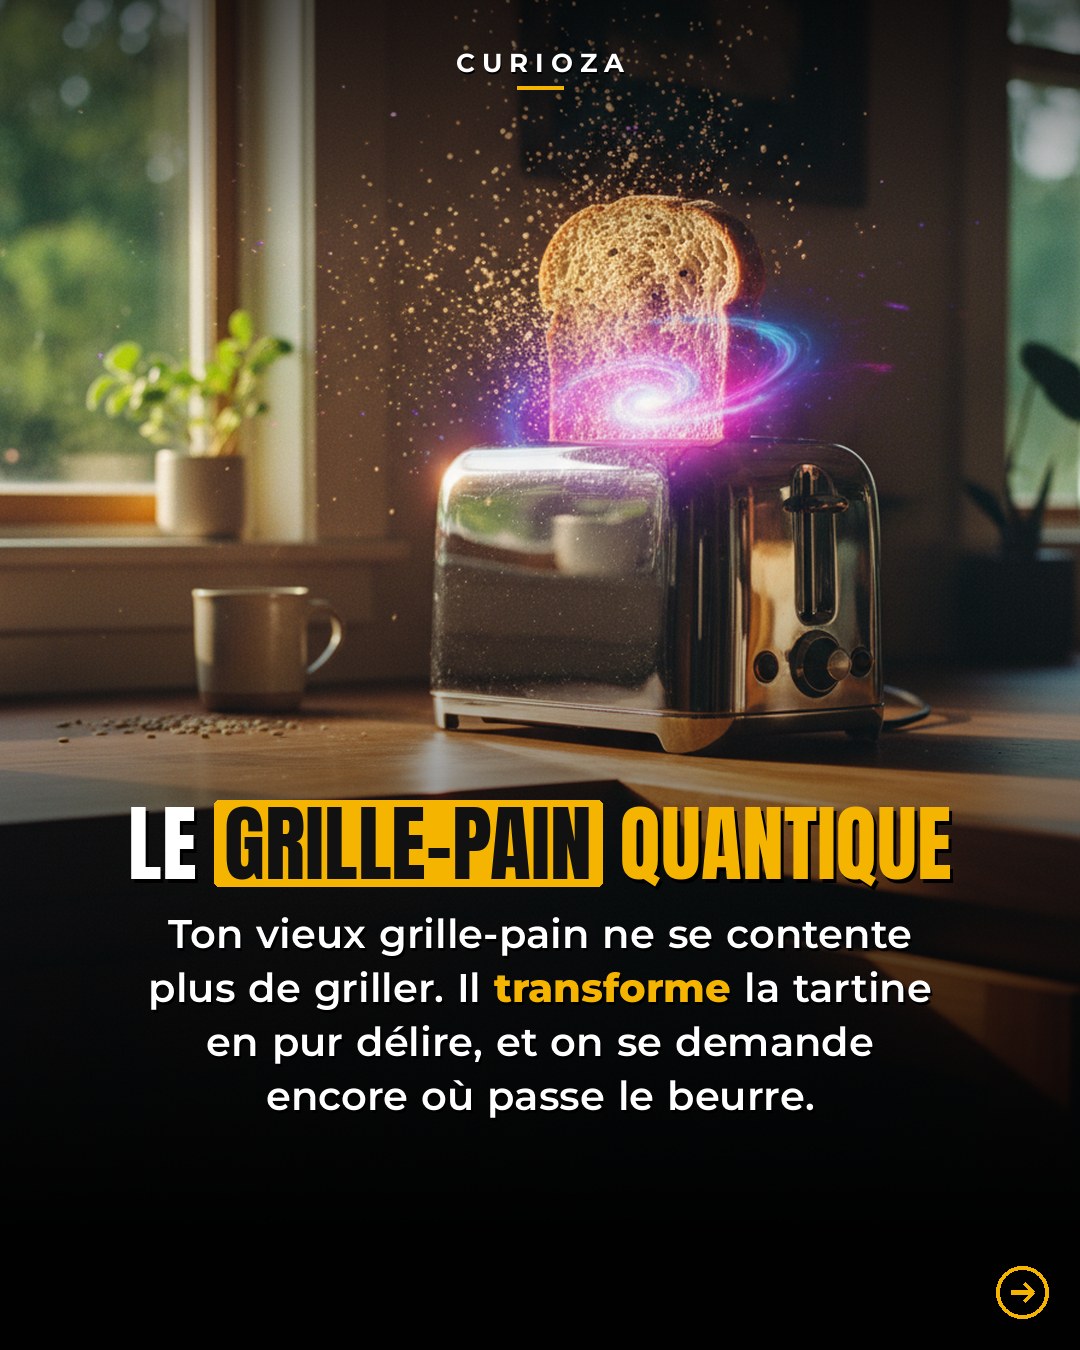 CURIOZA
LE GRILLE-PAIN QUANTIQUE
Ton vieux grille-pain ne se contente
plus de griller. Il transforme la tartine
en pur délire, et on se demande
encore où passe le beurre.